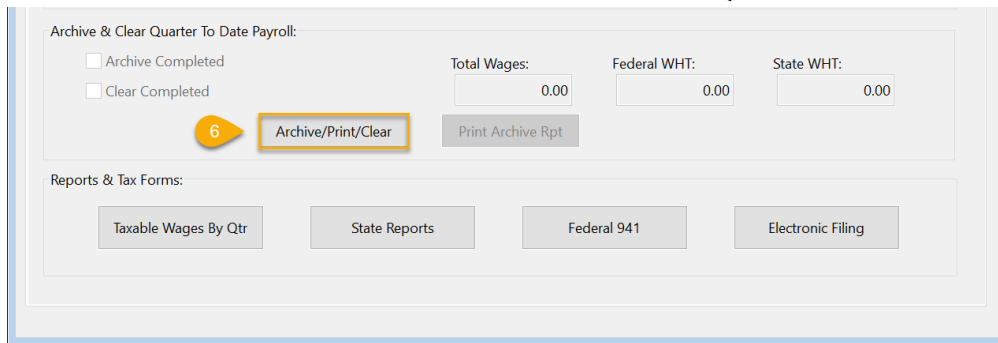 Archive & Clear Quarter To Date Payroll:
Archive Completed
Total Wages: Federal WHT: State WHT:
Clear Completed 0.00 0.00 0.00
6 Archive/Print/Clear Print Archive Rpt
Reports & Tax Forms:
Taxable Wages By Qtr State Reports Federal 941 Electronic Filing